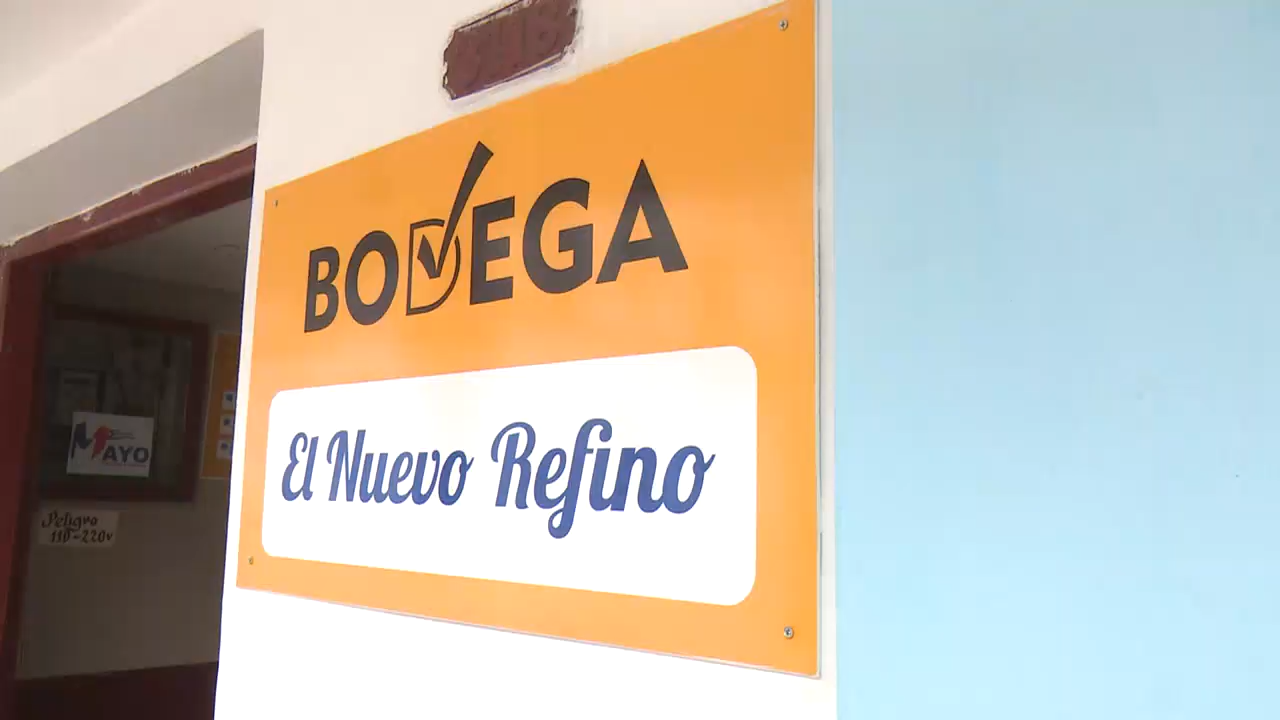 BODEGA
El Nuevo Refino
MAYO
Peligro
110-220v